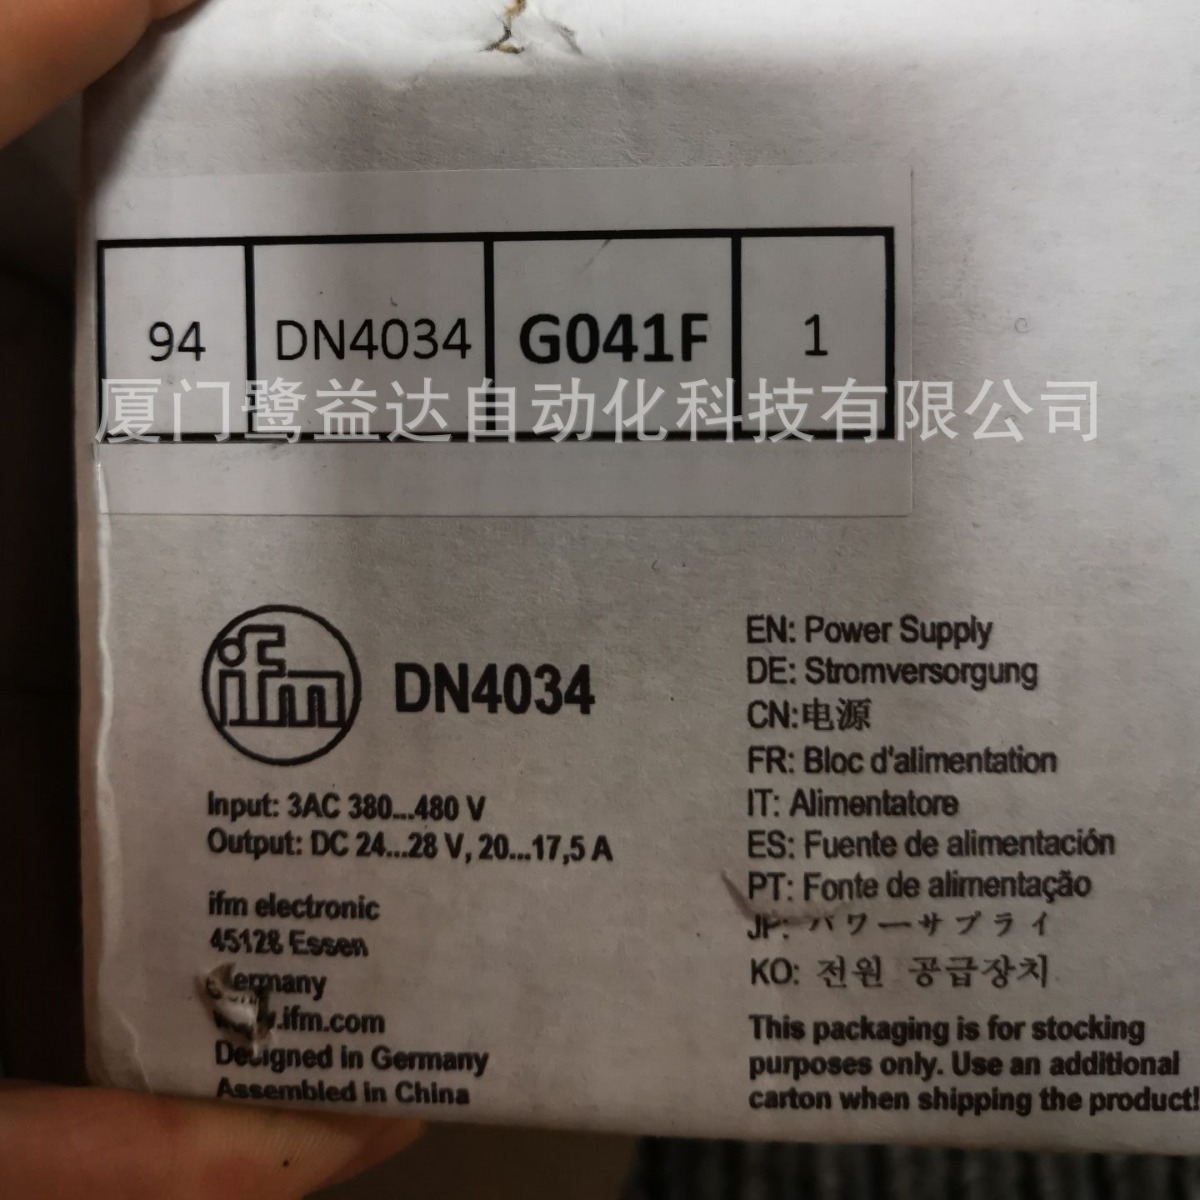 94 DN4034 G041F 1
厦门鹭益达自动化科技有限公司
ifm DN4034
Input: 3AC 380...480 V
Output: DC 24...28 V, 20...17,5 A
ifm electronic
45128 Essen
Germany
www.ifm.com
Designed in Germany
Assembled in China
EN: Power Supply
DE: Stromversorgung
CN:电源
FR: Bloc d'alimentation
IT: Alimentatore
ES: Fuente de alimentación
PT: Fonte de alimentação
JP: パワーサプライ
KO: 전원 공급장치
This packaging is for stocking
purposes only. Use an additional
carton when shipping the product!